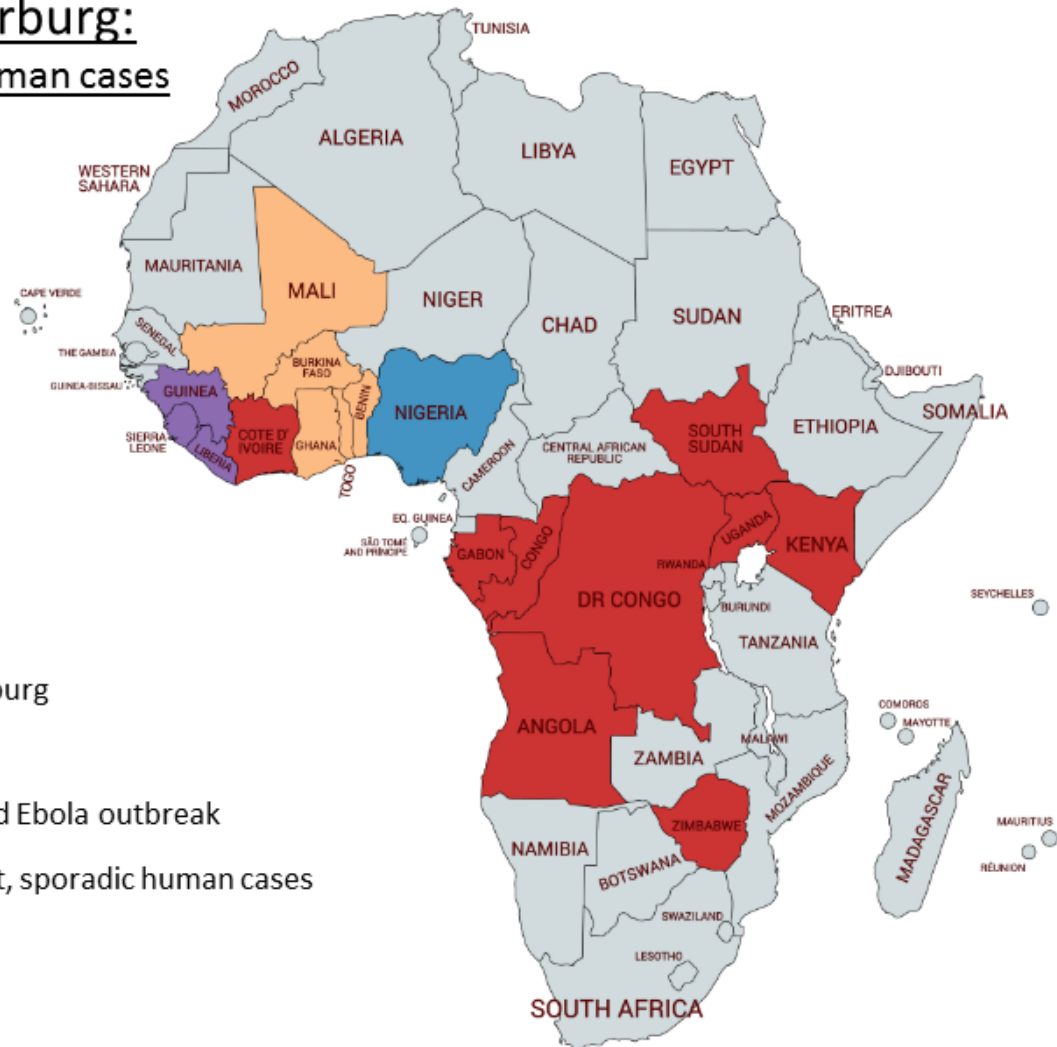 rburg:
man cases
TUNISIA
MOROCCO
ALGERIA
LIBYA
EGYPT
WESTERN
SAHARA
MAURITANIA
MALI
NIGER
CHAD
SUDAN
ERITREA
CAPE VERDE
SENEGAL
THE GAMBIA
GUINEA-BISSAU
GUINEA
BURKINA
FASO
BENIN
NIGERIA
DJIBOUTI
SOMALIA
ETHIOPIA
SIERRA
LEONE
LIBERIA
COTE D'
IVOIRE
GHANA
TOGO
CAMEROON
CENTRAL AFRICAN
REPUBLIC
SOUTH
SUDAN
EQ. GUINEA
SÃO TOMÉ
AND PRÍNCIPE
GABON
CONGO
DR CONGO
RWANDA
UGANDA
KENYA
BURUNDI
TANZANIA
SEYCHELLES
burg
ANGOLA
ZAMBIA
MALAWI
MOZAMBIQUE
COMOROS
MAYOTTE
d Ebola outbreak
t, sporadic human cases
NAMIBIA
ZIMBABWE
BOTSWANA
MADAGASCAR
MAURITIUS
RÉUNION
SWAZILAND
LESOTHO
SOUTH AFRICA